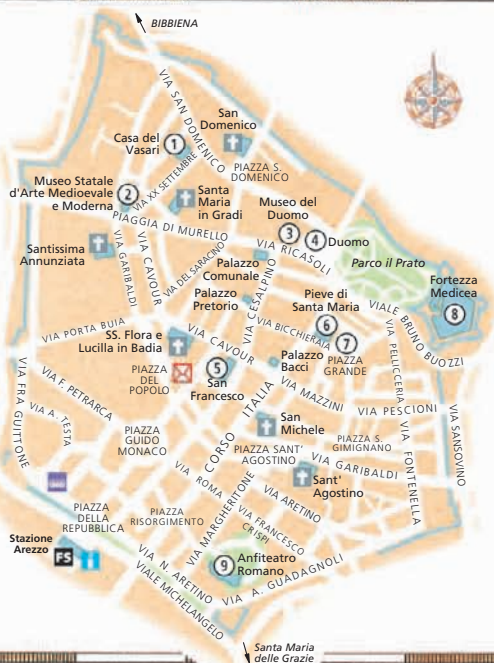 BIBBIENA
VIA SAN DOMENICO
San
Domenico
Casa del
Vasari
1
PIAZZA S.
DOMENICO
VIA XX SETTEMBRE
Museo Statale
d'Arte Medioevale
e Moderna
2
Santa
Maria
in Gradi
Museo del
Duomo
3
4
Duomo
PIAGGIA DI MURELLO
VIA RICASOLI
Santissima
Annunziata
VIA GARIBALDI
VIA CAVOUR
VIA DEL SARACINO
Palazzo
Comunale
Parco il Prato
Fortezza
Medicea
8
Palazzo
Pretorio
VIA CESALPINO
Pieve di
Santa Maria
6
7
VIALE BRUNO BUOZZI
VIA PORTA BUIA
SS. Flora e
Lucilla in Badia
VIA CAVOUR
VIA BICCHIERAIA
PIAZZA
GRANDE
VIA PELLICCERIA
Palazzo
Bacci
PIAZZA
DEL
POPOLO
5
San
Francesco
VIA FRA GUITTONE
VIA F. PETRARCA
VIA A. TESTA
VIA MAZZINI
VIA PESCIONI
VIA SANSOVINO
CORSO ITALIA
San
Michele
PIAZZA
GUIDO
MONACO
PIAZZA SANT'
AGOSTINO
PIAZZA S.
GIMIGNANO
VIA GARIBALDI
VIA FONTENELLA
VIA ROMA
Sant'
Agostino
VIA MARGHERITONE
VIA ARETINO
PIAZZA
DELLA
REPUBBLICA
PIAZZA
RISORGIMENTO
VIA FRANCESCO
CRISPI
Stazione
Arezzo
FS
VIA N. ARETINO
9
Anfiteatro
Romano
VIA A. GUADAGNOLI
VIALE MICHELANGELO
Santa Maria
delle Grazie